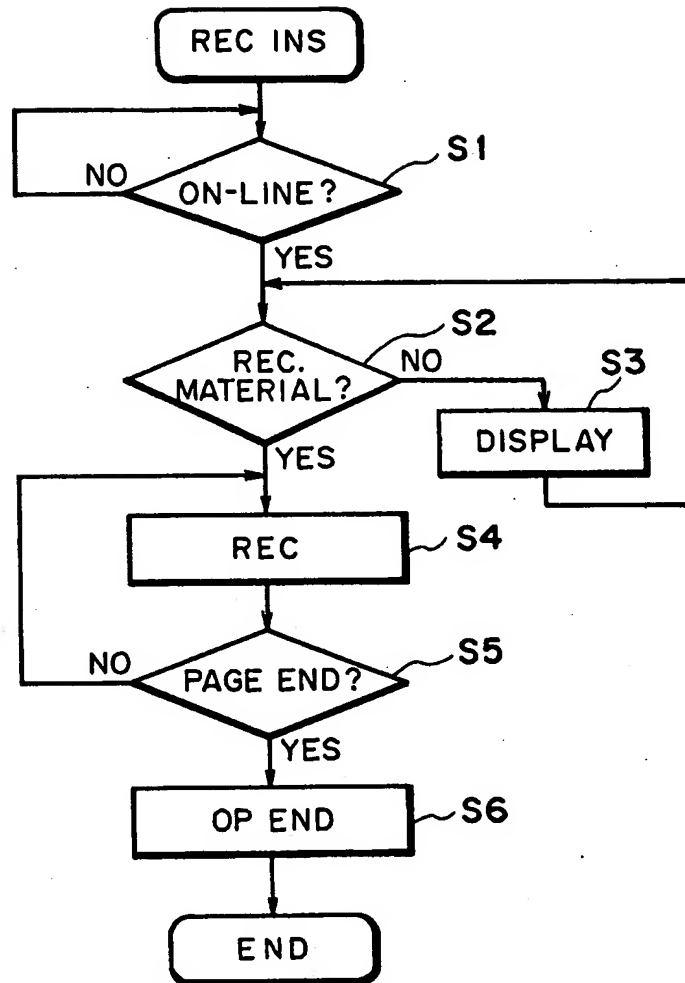 REC INS
S1
NO
ON-LINE?
YES
S2
REC.
NO
MATERIAL?
S3
DISPLAY
YES
REC
S4
NO
PAGE END?
S5
YES
OP END
S6
END